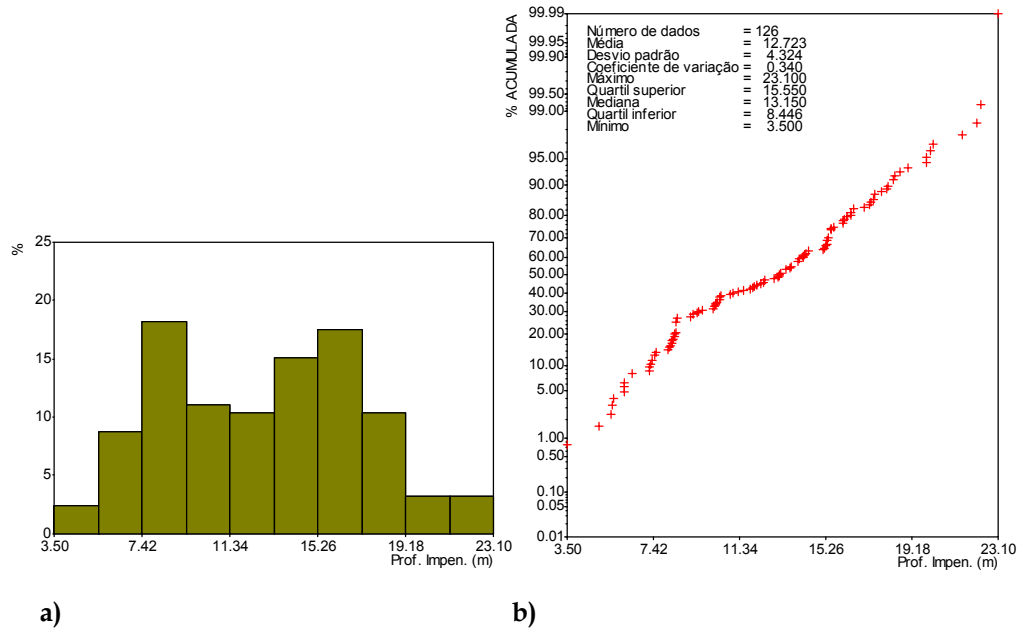 %
25
20
15
10
5
0
3.50 7.42 11.34 15.26 19.18 23.10
Prof. Impen. (m)
a)
% ACUMULADA
99.99
99.95
99.90
99.50
99.00
95.00
90.00
80.00
70.00
60.00
50.00
40.00
30.00
20.00
10.00
5.00
1.00
0.50
0.10
0.05
0.01
Número de dados = 126
Média = 12.723
Desvio padrão = 4.324
Coeficiente de variação = 0.340
Máximo = 23.100
Quartil superior = 15.550
Mediana = 13.150
Quartil inferior = 8.446
Mínimo = 3.500
3.50 7.42 11.34 15.26 19.18 23.10
Prof. Impen. (m)
b)